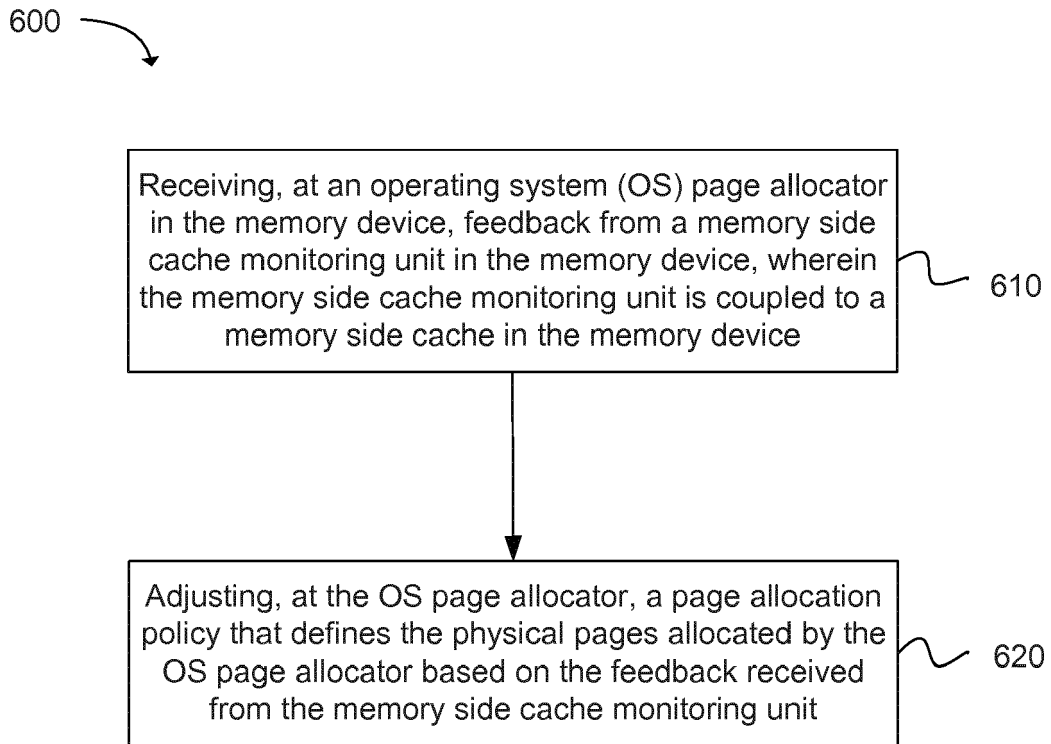 600
Receiving, at an operating system (OS) page allocator
in the memory device, feedback from a memory side
cache monitoring unit in the memory device, wherein
the memory side cache monitoring unit is coupled to a
memory side cache in the memory device
610
Adjusting, at the OS page allocator, a page allocation
policy that defines the physical pages allocated by the
OS page allocator based on the feedback received
from the memory side cache monitoring unit
620